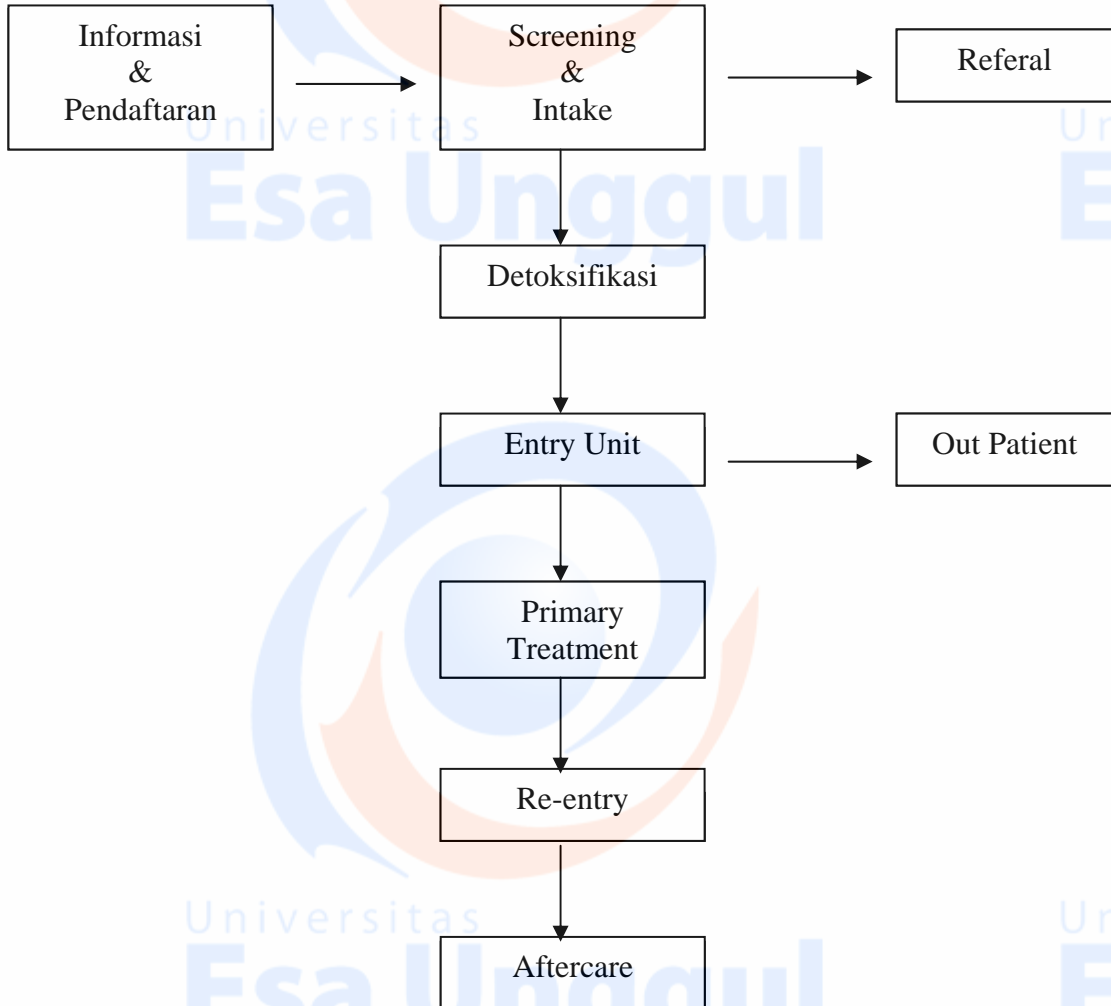 Informasi
&
Pendaftaran
Screening
&
Intake
Referal
Universitas
Esa Unggul
Detoksifikasi
Entry Unit
Out Patient
Primary
Treatment
Re-entry
Universitas
Esa Unggul
Aftercare